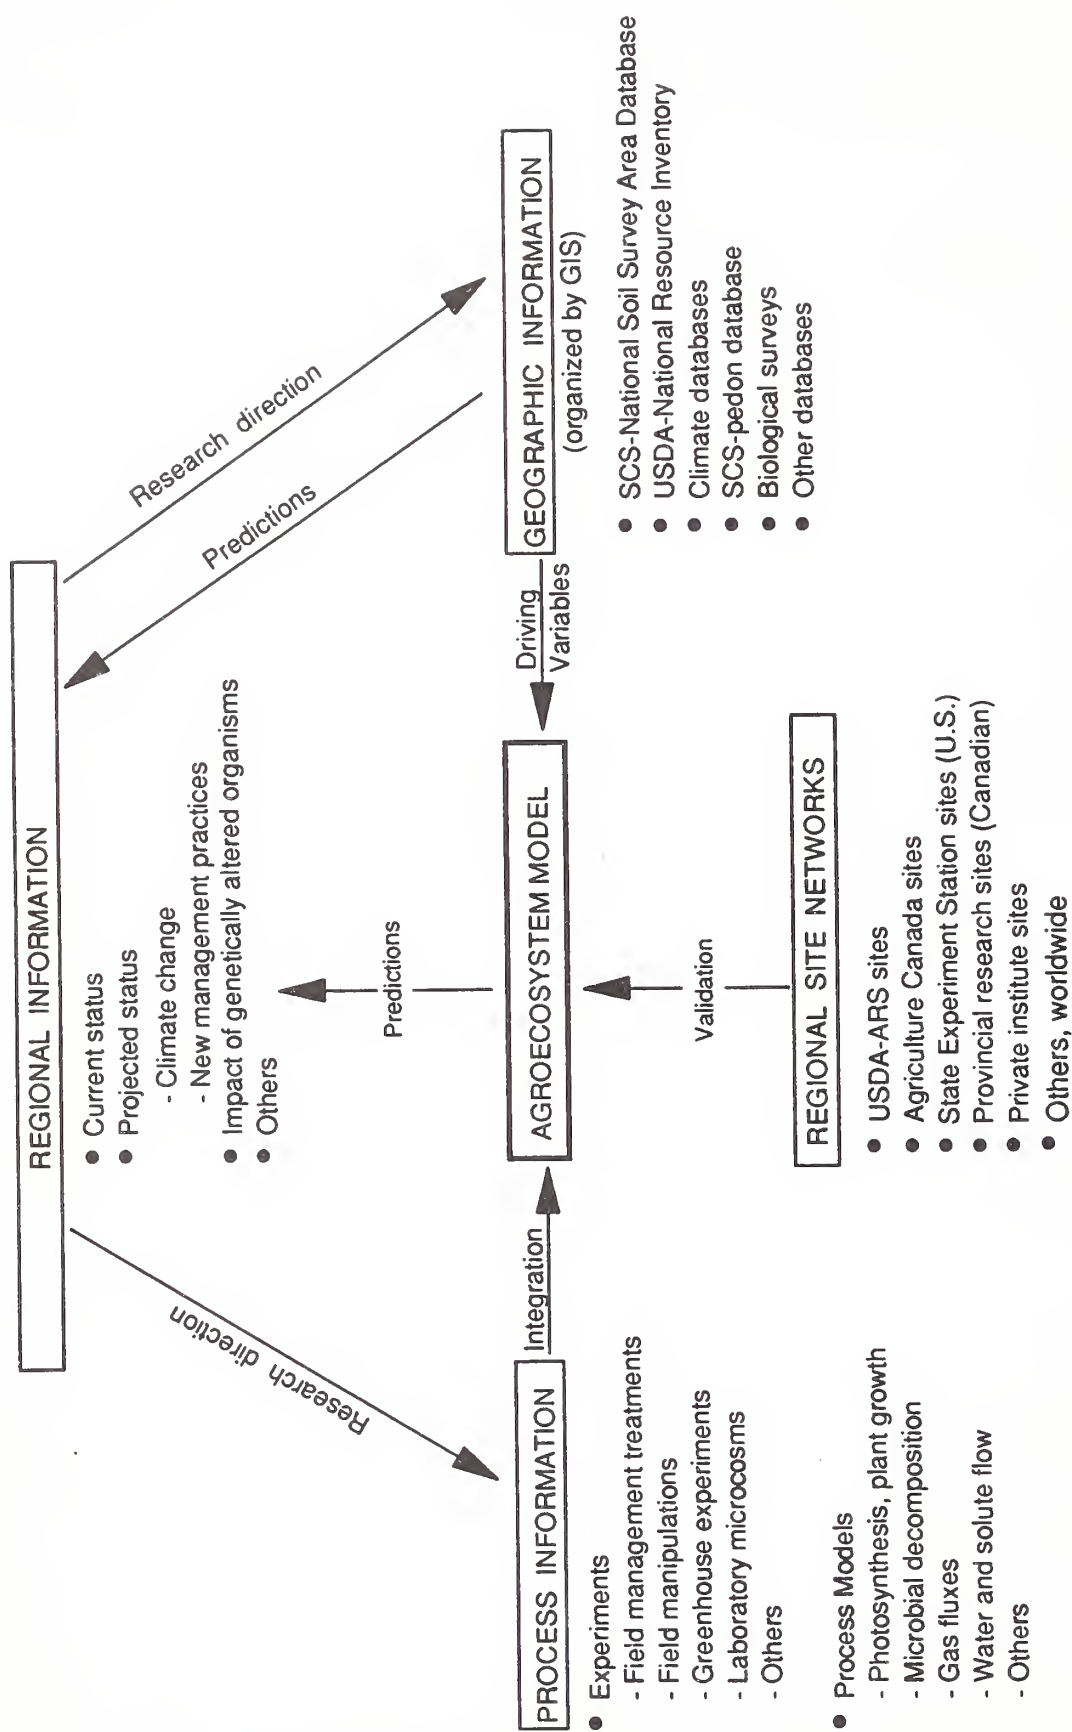 REGIONAL INFORMATION
● Current status
● Projected status
- Climate change
- New management practices
● Impact of genetically altered organisms
● Others
Research direction
Predictions
Research direction
Predictions
PROCESS INFORMATION
Integration
AGROECOSYSTEM MODEL
Driving
Variables
GEOGRAPHIC INFORMATION
(organized by GIS)
● Experiments
- Field management treatments
- Field manipulations
- Greenhouse experiments
- Laboratory microcosms
- Others
● Process Models
- Photosynthesis, plant growth
- Microbial decomposition
- Gas fluxes
- Water and solute flow
- Others
Validation
REGIONAL SITE NETWORKS
● USDA-ARS sites
● Agriculture Canada sites
● State Experiment Station sites (U.S.)
● Provincial research sites (Canadian)
● Private institute sites
● Others, worldwide
● SCS-National Soil Survey Area Database
● USDA-National Resource Inventory
● Climate databases
● SCS-pedon database
● Biological surveys
● Other databases